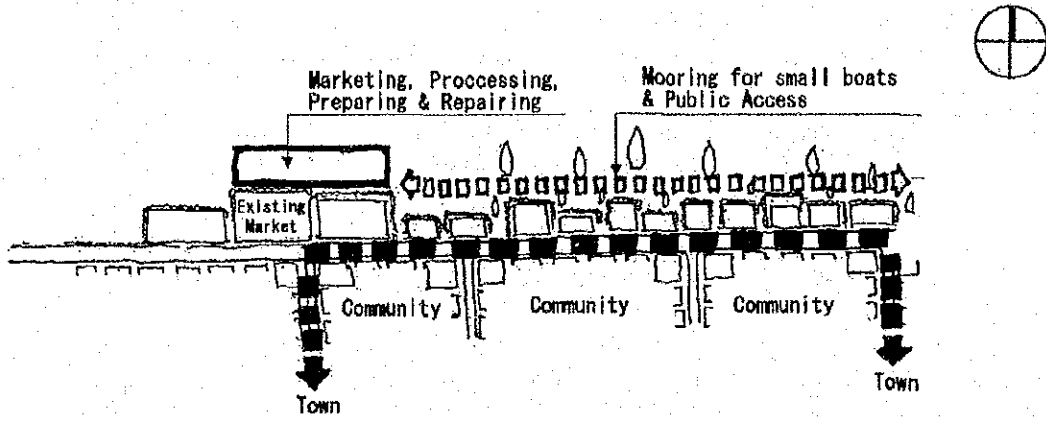 Marketing, Proccessing,
Preparing & Repairing
Mooring for small boats
& Public Access
Existing
Market
Community
Community
Community
Town
Town